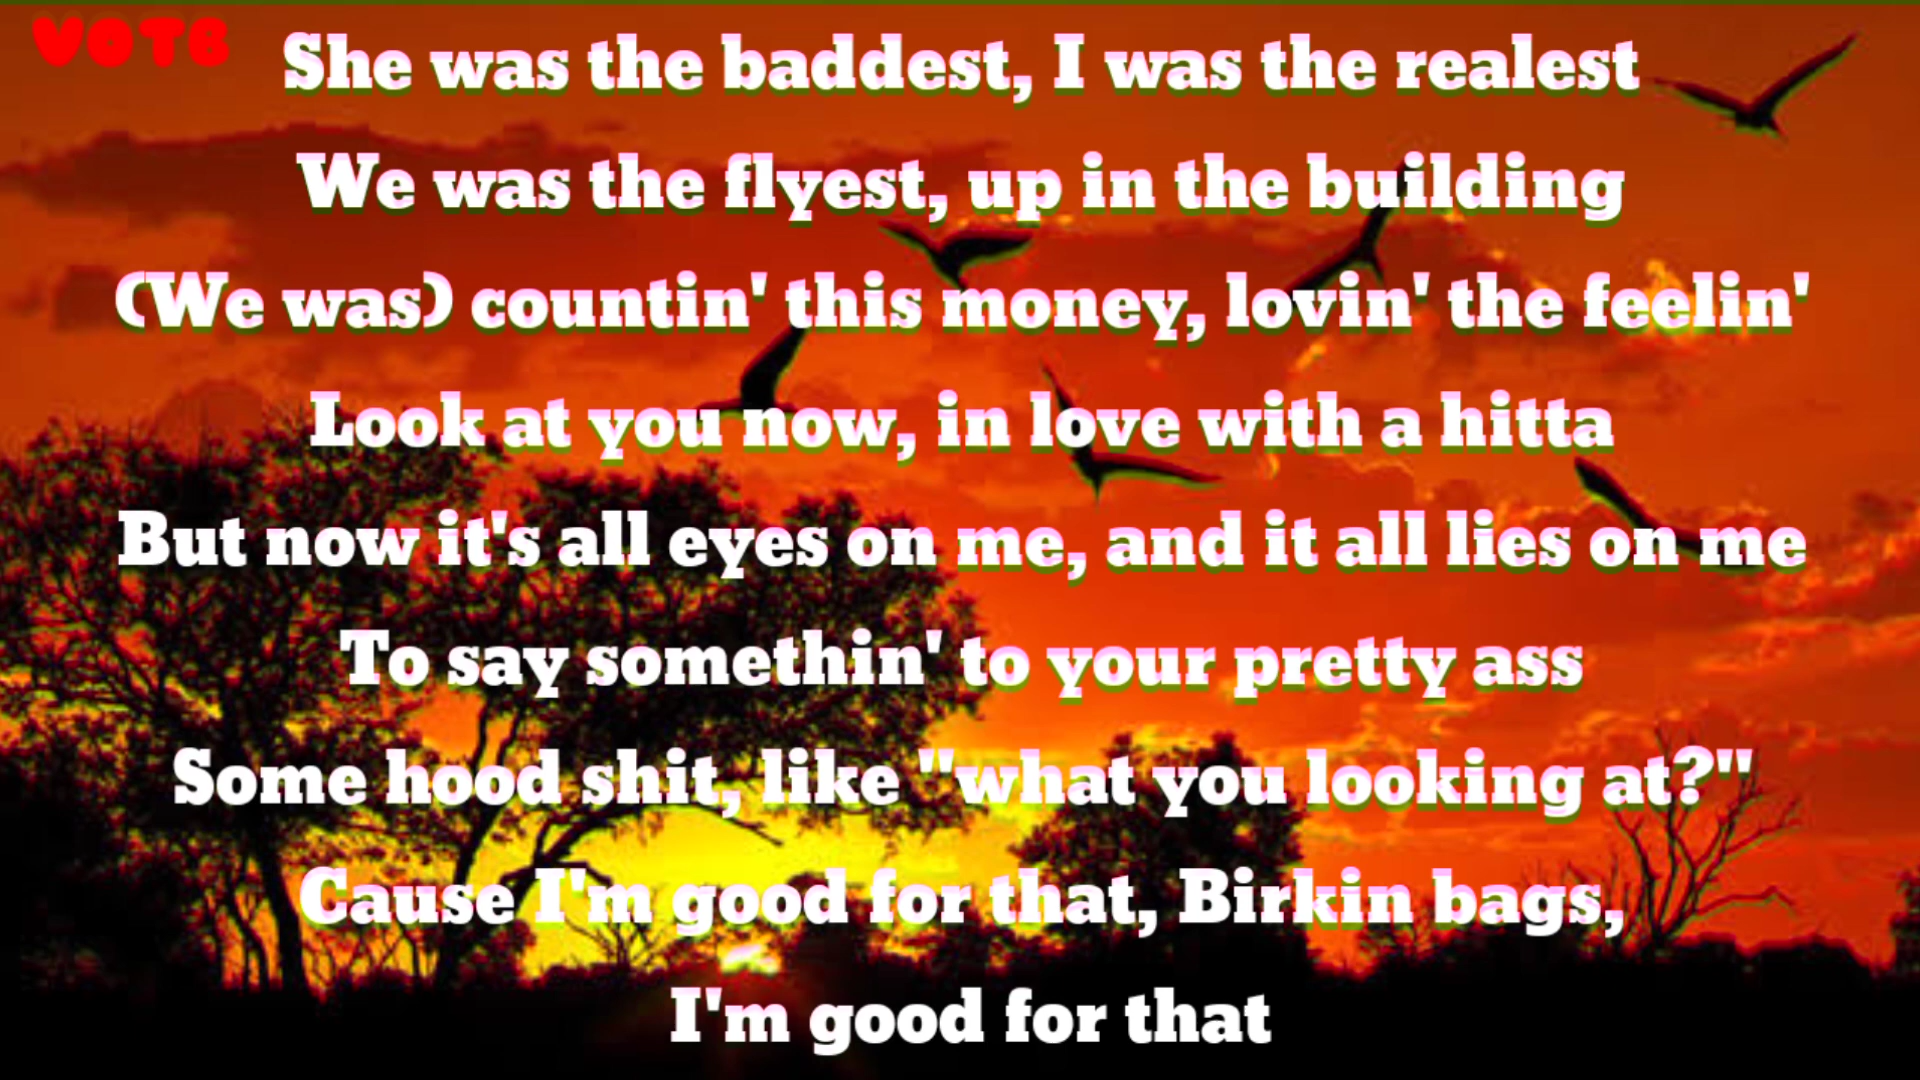 VOTB
She was the baddest, I was the realest
We was the flyest, up in the building
(We was) countin' this money, lovin' the feelin'
Look at you now, in love with a hitta
But now it's all eyes on me, and it all lies on me
To say somethin' to your pretty ass
Some hood shit, like "what you looking at?"
Cause I'm good for that, Birkin bags,
I'm good for that